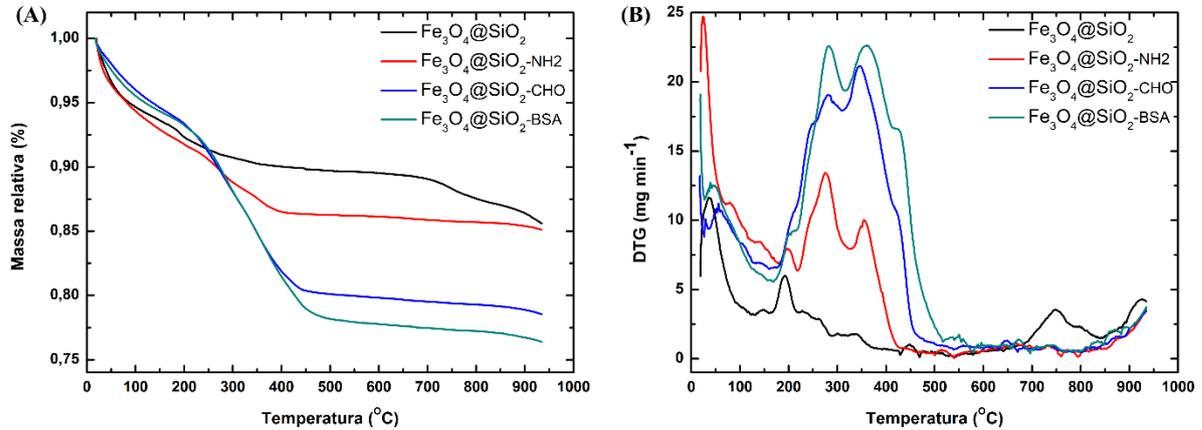 (A)
1,00
0,95
0,90
0,85
0,80
0,75
Massa relativa (%)
Fe₃O₄@SiO₂
Fe₃O₄@SiO₂-NH2
Fe₃O₄@SiO₂-CHO
Fe₃O₄@SiO₂-BSA
0 100 200 300 400 500 600 700 800 900 1000
Temperatura (°C)
(B)
25
20
15
10
5
0
DTG (mg min⁻¹)
Fe₃O₄@SiO₂
Fe₃O₄@SiO₂-NH2
Fe₃O₄@SiO₂-CHO
Fe₃O₄@SiO₂-BSA
0 100 200 300 400 500 600 700 800 900 1000
Temperatura (°C)